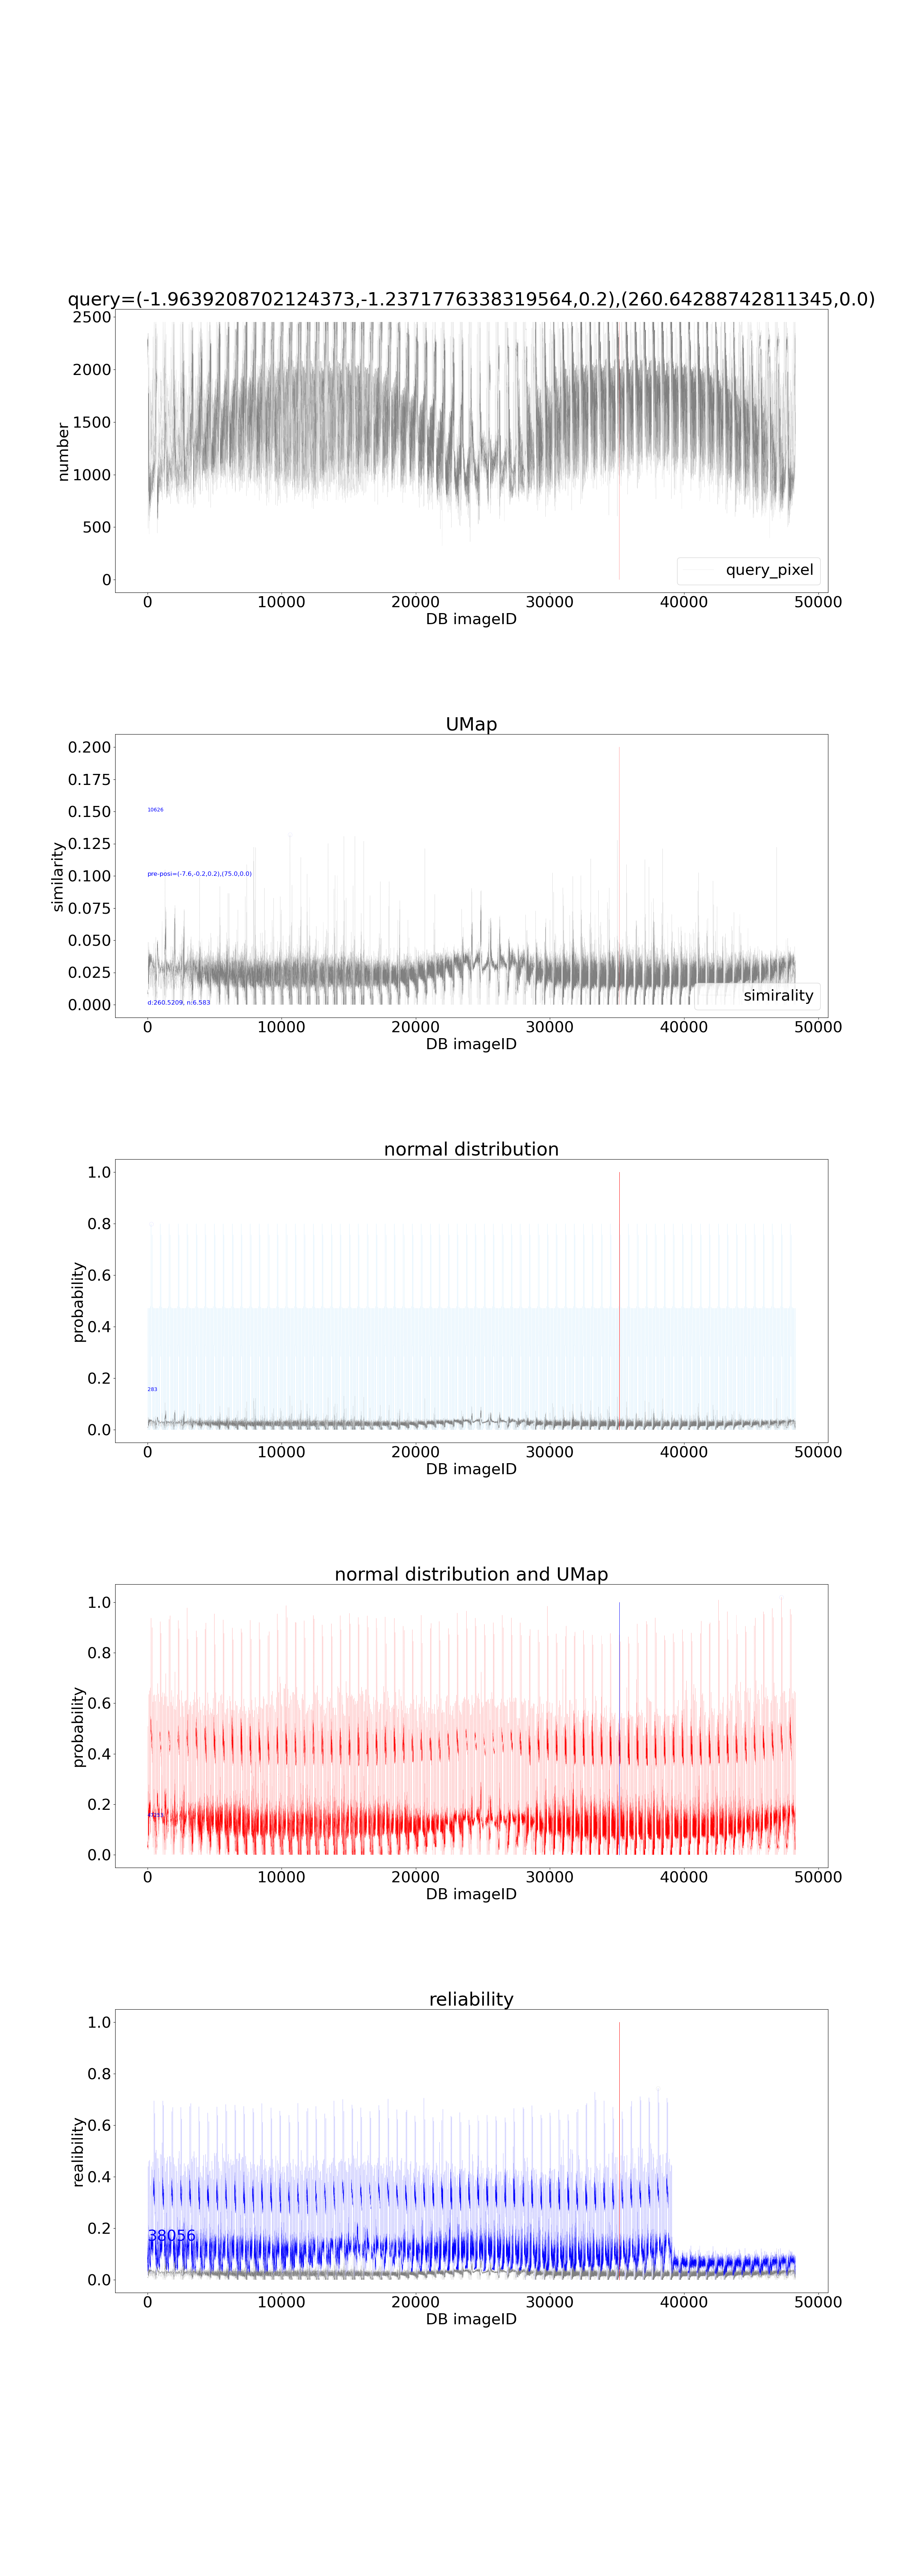 query=(-1.9639208702124373,-1.2371776338319564,0.2),(260.64288742811345,0.0)
2500
2000
1500
1000
500
0
number
query_pixel
0 10000 20000 30000 40000 50000
DB imageID
UMap
0.200
0.175
0.150
0.125
0.100
0.075
0.050
0.025
0.000
similarity
10626
pre-posi=(-7.6,-0.2,0.2),(75.0,0.0)
d:260.5209, n:6.583
simirality
0 10000 20000 30000 40000 50000
DB imageID
normal distribution
1.0
0.8
0.6
0.4
0.2
0.0
probability
283
0 10000 20000 30000 40000 50000
DB imageID
normal distribution and UMap
1.0
0.8
0.6
0.4
0.2
0.0
probability
0 10000 20000 30000 40000 50000
DB imageID
reliability
1.0
0.8
0.6
0.4
0.2
0.0
realibility
38056
0 10000 20000 30000 40000 50000
DB imageID